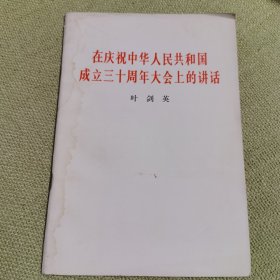 在庆祝中华人民共和国
成立三十周年大会上的讲话
叶剑英